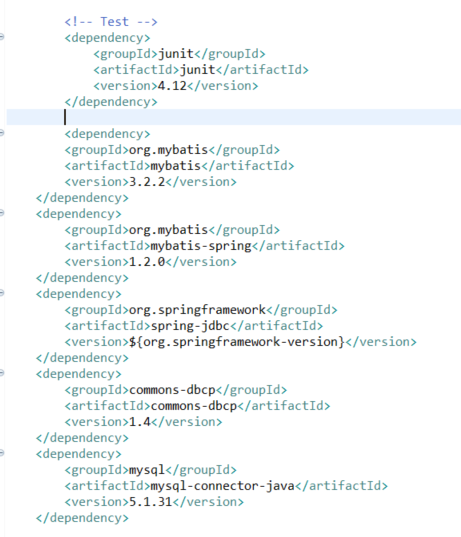 <!-- Test -->
<dependency>
<groupId>junit</groupId>
<artifactId>junit</artifactId>
<version>4.12</version>
</dependency>
<dependency>
<groupId>org.mybatis</groupId>
<artifactId>mybatis</artifactId>
<version>3.2.2</version>
</dependency>
<dependency>
<groupId>org.mybatis</groupId>
<artifactId>mybatis-spring</artifactId>
<version>1.2.0</version>
</dependency>
<dependency>
<groupId>org.springframework</groupId>
<artifactId>spring-jdbc</artifactId>
<version>${org.springframework-version}</version>
</dependency>
<dependency>
<groupId>commons-dbcp</groupId>
<artifactId>commons-dbcp</artifactId>
<version>1.4</version>
</dependency>
<dependency>
<groupId>mysql</groupId>
<artifactId>mysql-connector-java</artifactId>
<version>5.1.31</version>
</dependency>